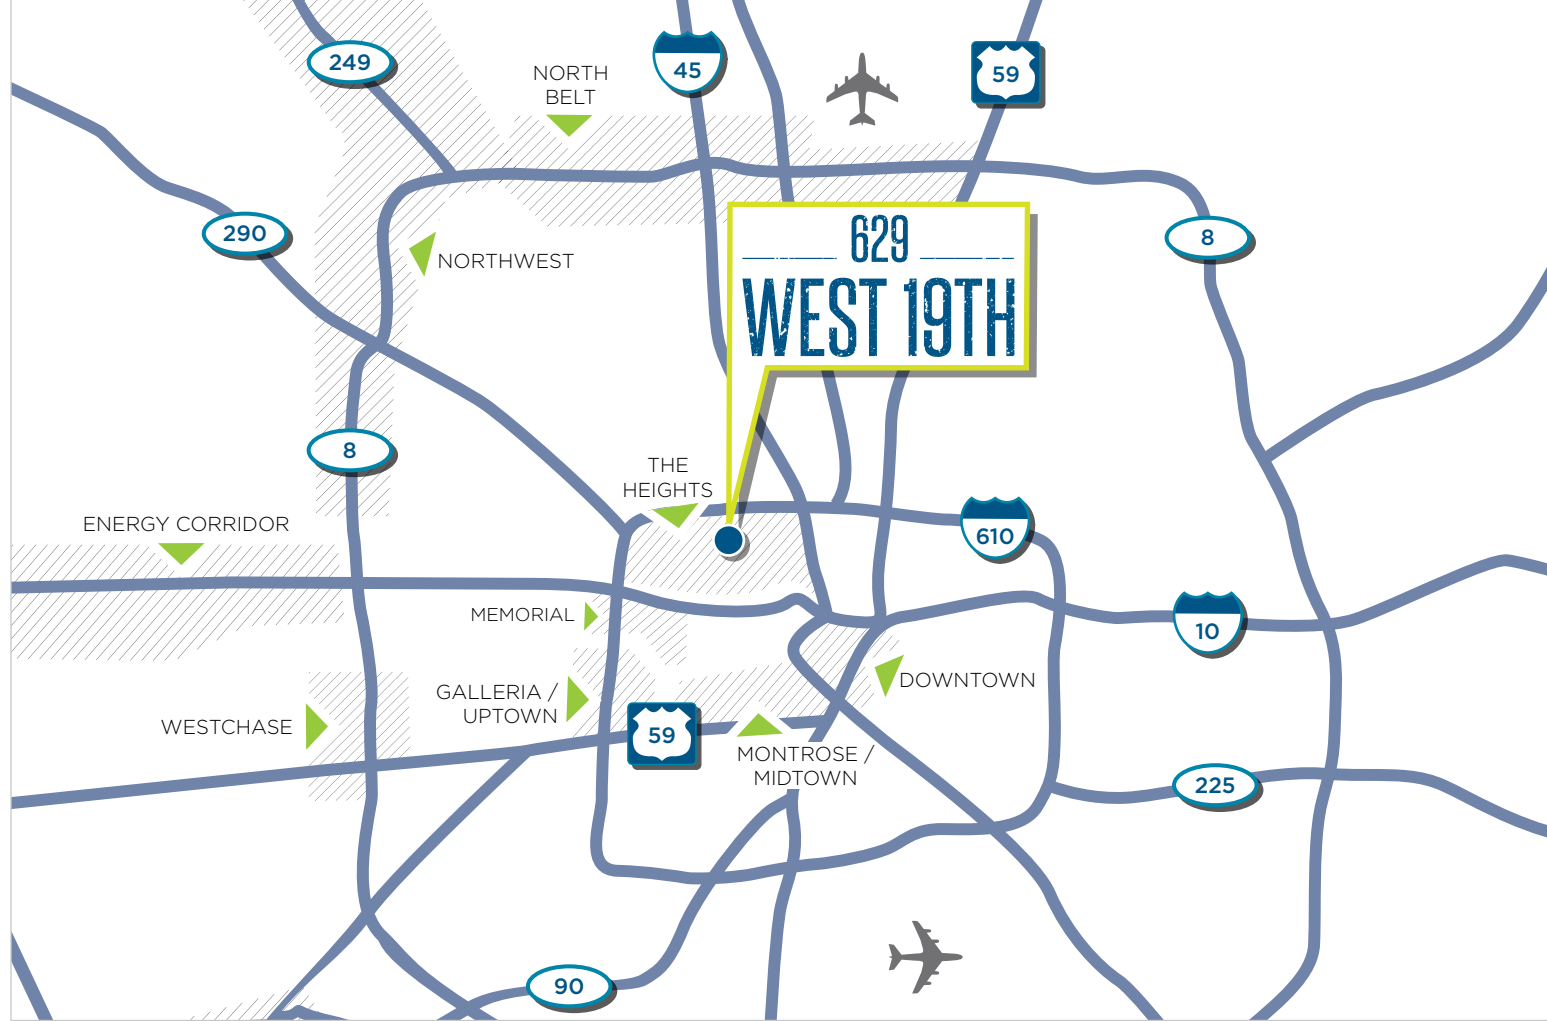 249
NORTH
BELT
45
59
629
WEST 19TH
290
NORTHWEST
8
8
THE
HEIGHTS
ENERGY CORRIDOR
610
MEMORIAL
10
GALLERIA /
UPTOWN
DOWNTOWN
WESTCHASE
59
MONTROSE /
MIDTOWN
225
90